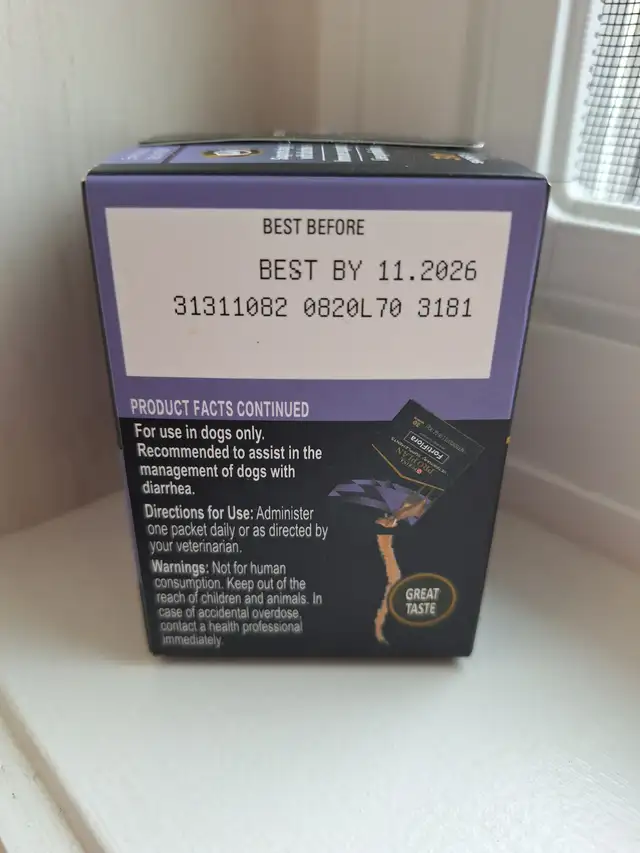 BEST BEFORE
BEST BY 11.2026
31311082 0820L70 3181
PRODUCT FACTS CONTINUED
For use in dogs only.
Recommended to assist in the
management of dogs with
diarrhea.
Directions for Use: Administer
one packet daily or as directed by
your veterinarian.
Warnings: Not for human
consumption. Keep out of the
reach of children and animals. In
case of accidental overdose,
contact a health professional
immediately.
FortiFlora
PRO PLAN
GREAT
TASTE